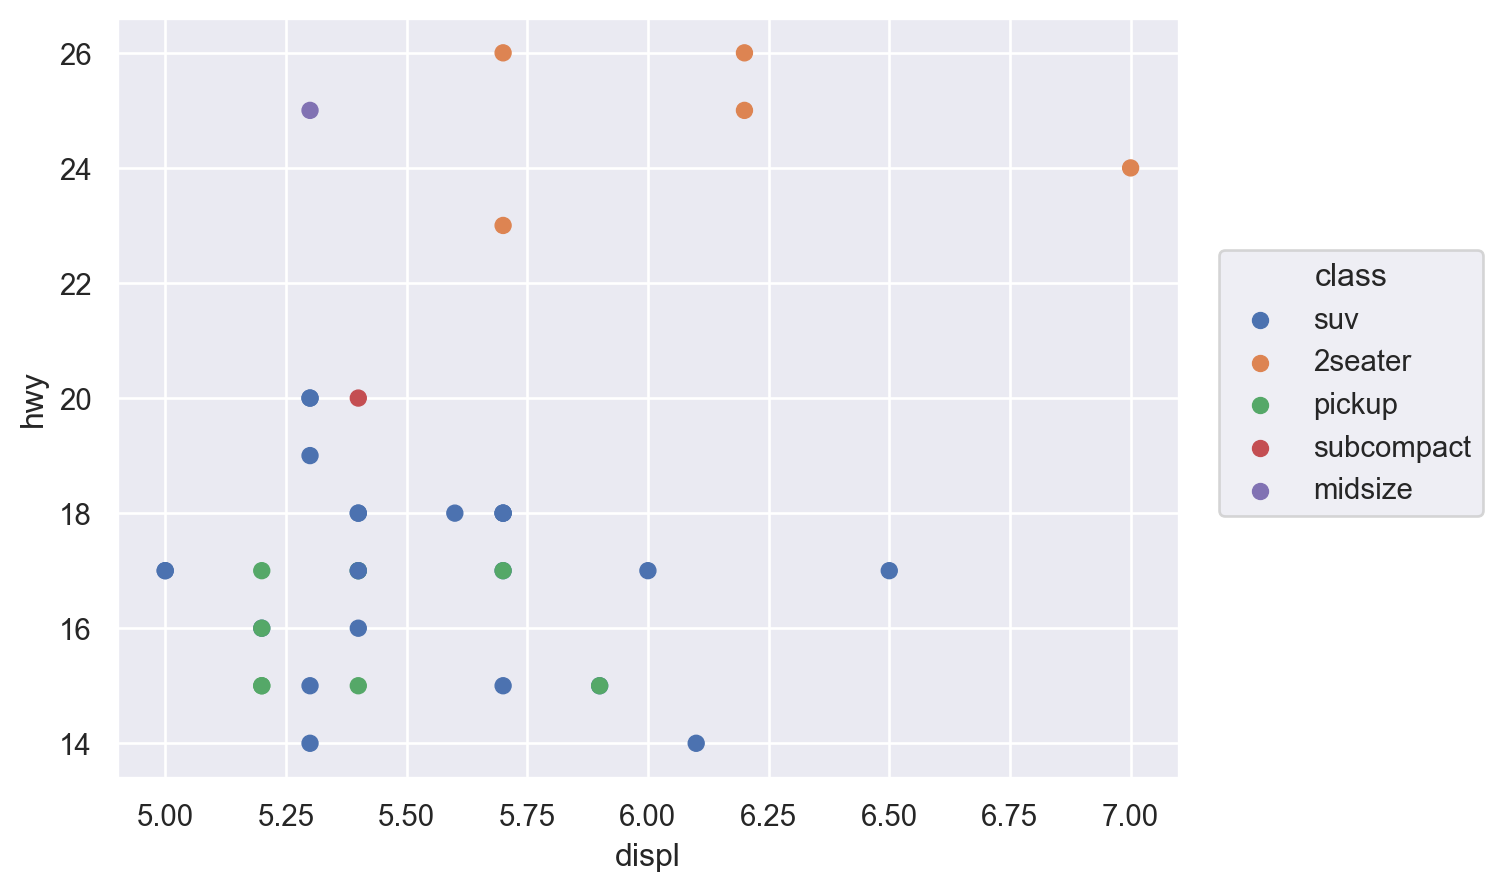 26
24
22
20
18
16
14
hwy
5.00 5.25 5.50 5.75 6.00 6.25 6.50 6.75 7.00
displ
class
suv
2seater
pickup
subcompact
midsize